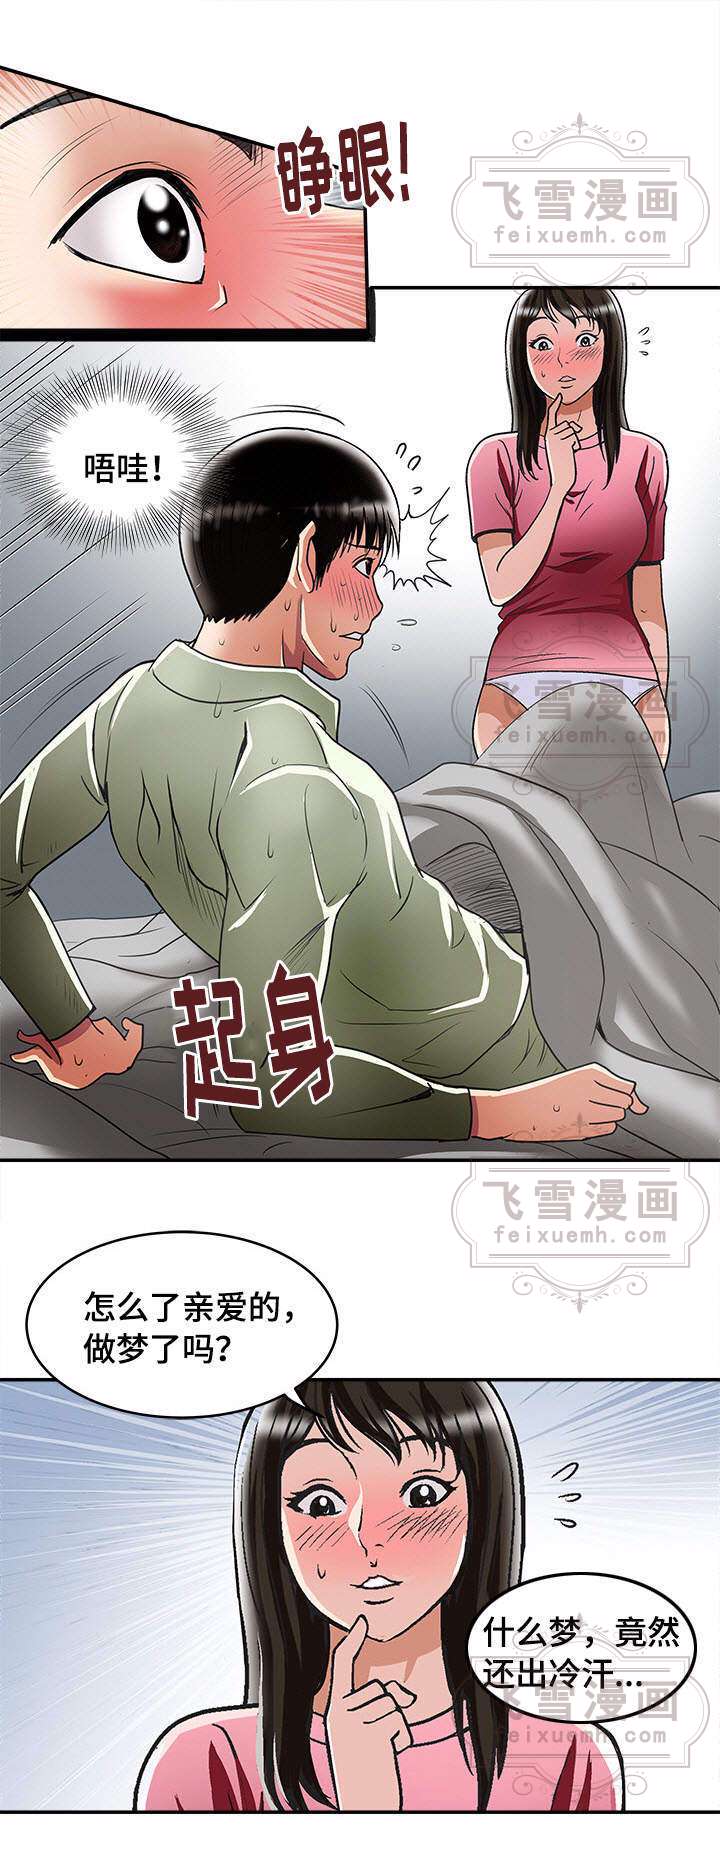 睁眼!
飞雪漫画
feixuemh.com
唔哇!
飞雪漫画
feixuemh.com
起身
飞雪漫画
feixuemh.com
怎么了亲爱的,
做梦了吗?
什么梦,竟然
还出冷汗...
飞雪漫画
feixuemh.com